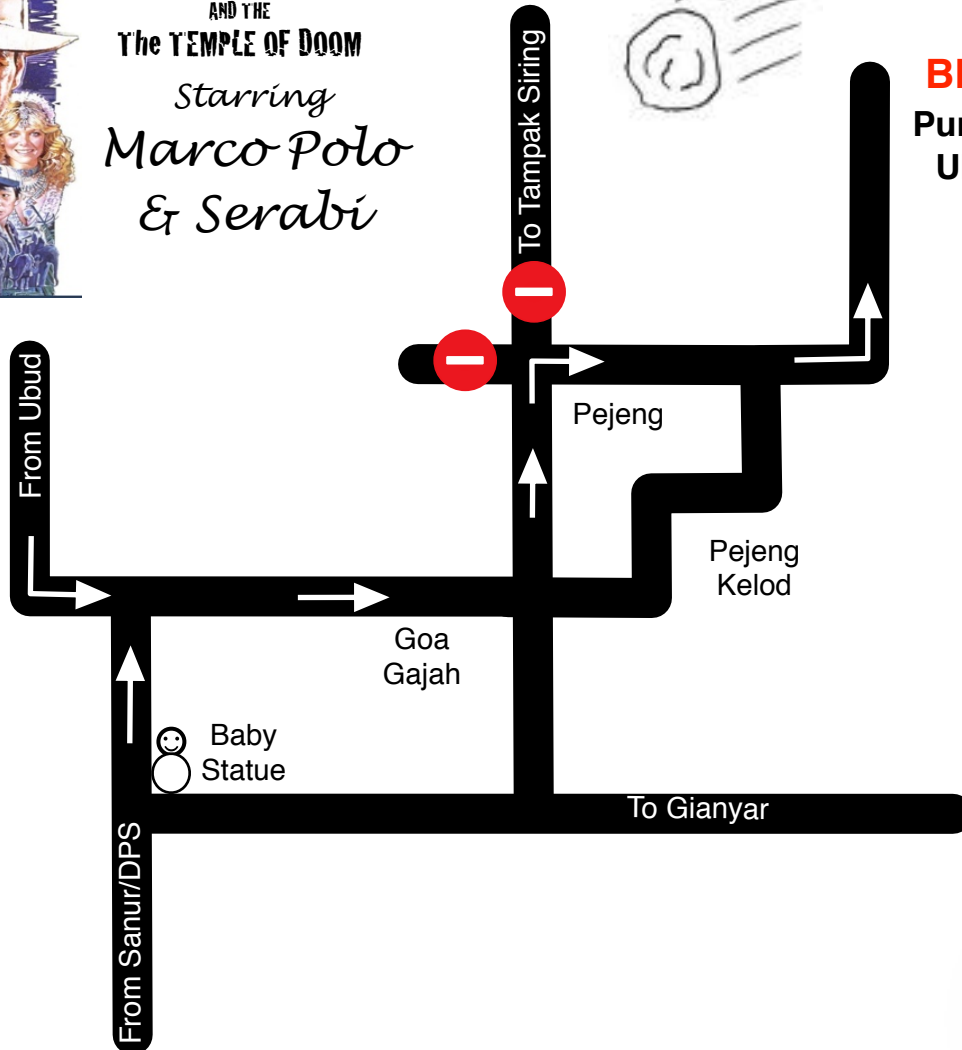 AND THE
The TEMPLE OF DOOM
Starring
Marco Polo
& Serabi
To Tampak Siring
From Ubud
Pejeng
Pejeng
Kelod
Goa
Gajah
Baby
Statue
To Gianyar
From Sanur/DPS